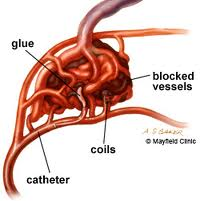 glue
blocked
vessels
A S BAKER
© Mayfield Clinic
coils
catheter